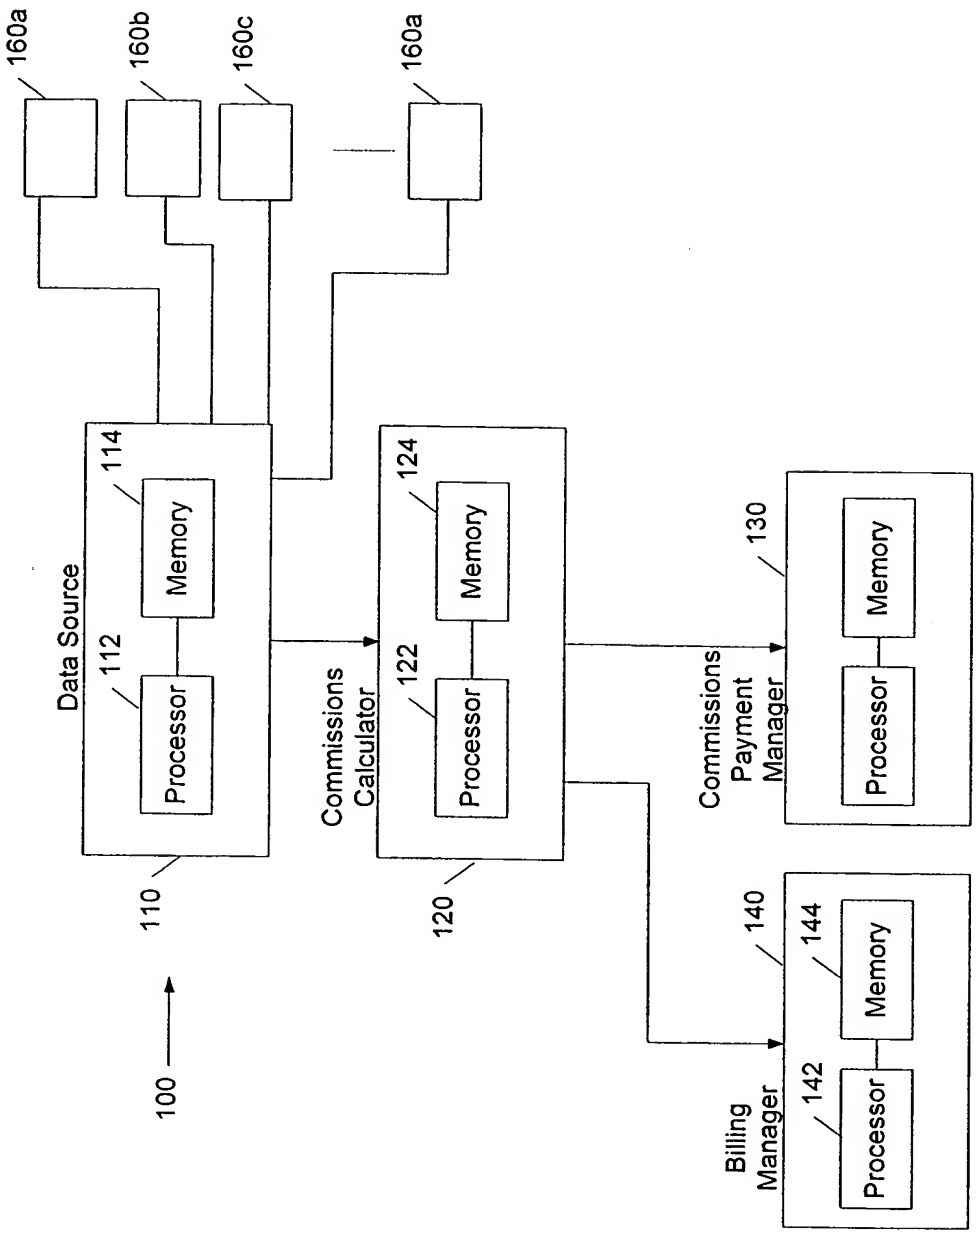 100
110
Data Source
112
114
Processor
Memory
160a
160b
160c
160a
120
Commissions
Calculator
122
124
Processor
Memory
Billing
Manager
140
142
144
Processor
Memory
Commissions
Payment
Manager
130
Processor
Memory